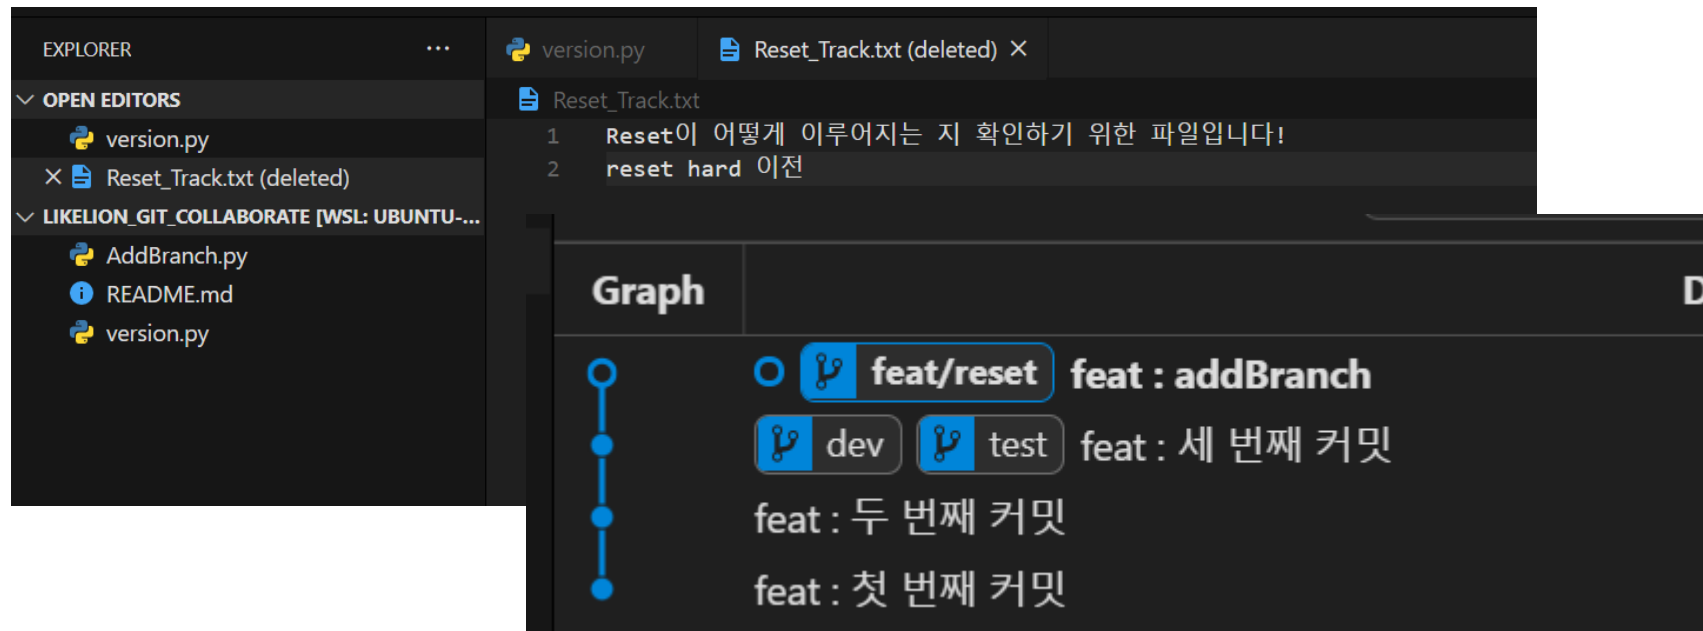 EXPLORER
OPEN EDITORS
version.py
Reset_Track.txt (deleted)
LIKELION_GIT_COLLABORATE [WSL: UBUNTU-...
AddBranch.py
README.md
version.py
version.py
Reset_Track.txt (deleted)
Reset_Track.txt
1 Reset이 어떻게 이루어지는 지 확인하기 위한 파일입니다!
2 reset hard 이전
Graph
D
feat/reset feat : addBranch
dev test feat : 세 번째 커밋
feat : 두 번째 커밋
feat : 첫 번째 커밋